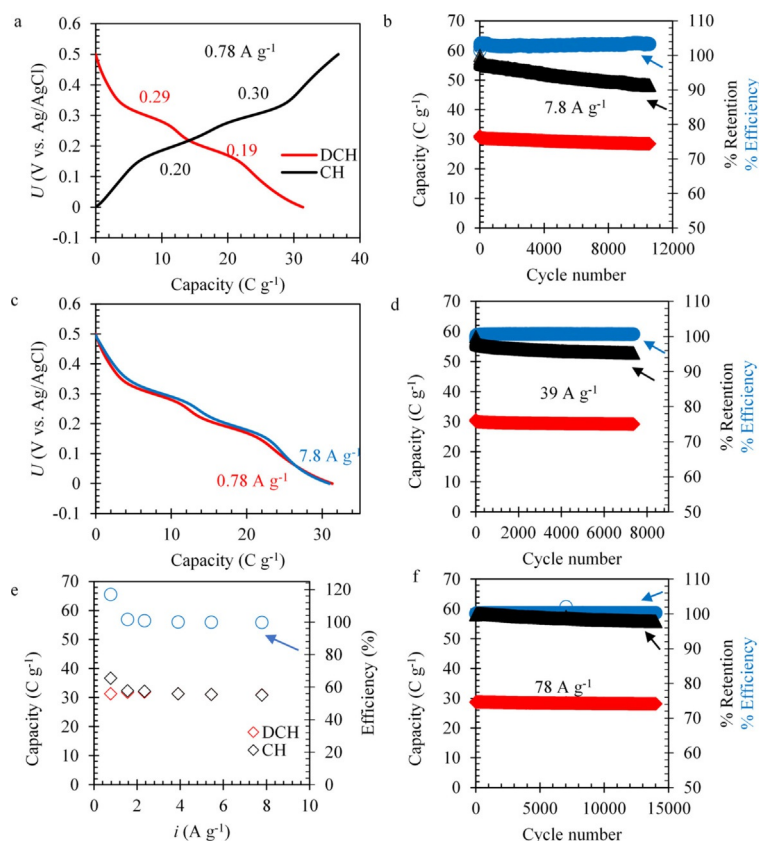 a
0.6
0.5
0.4
0.3
0.2
0.1
0
-0.1
U (V vs. Ag/AgCl)
0.78 A g⁻¹
0.29
0.30
0.20
0.19
DCH
CH
0 10 20 30 40
Capacity (C g⁻¹)
b
70
60
50
40
30
20
10
0
Capacity (C g⁻¹)
7.8 A g⁻¹
110
100
90
80
70
60
50
% Retention
% Efficiency
0 4000 8000 12000
Cycle number
c
0.6
0.5
0.4
0.3
0.2
0.1
0
-0.1
U (V vs. Ag/AgCl)
7.8 A g⁻¹
0.78 A g⁻¹
0 10 20 30
Capacity (C g⁻¹)
d
70
60
50
40
30
20
10
0
Capacity (C g⁻¹)
39 A g⁻¹
110
100
90
80
70
60
50
% Retention
% Efficiency
0 2000 4000 6000 8000
Cycle number
e
70
60
50
40
30
20
10
0
Capacity (C g⁻¹)
DCH
CH
120
100
80
60
40
20
0
Efficiency (%)
0 2 4 6 8 10
i (A g⁻¹)
f
70
60
50
40
30
20
10
0
Capacity (C g⁻¹)
78 A g⁻¹
110
100
90
80
70
60
50
% Retention
% Efficiency
0 5000 10000 15000
Cycle number